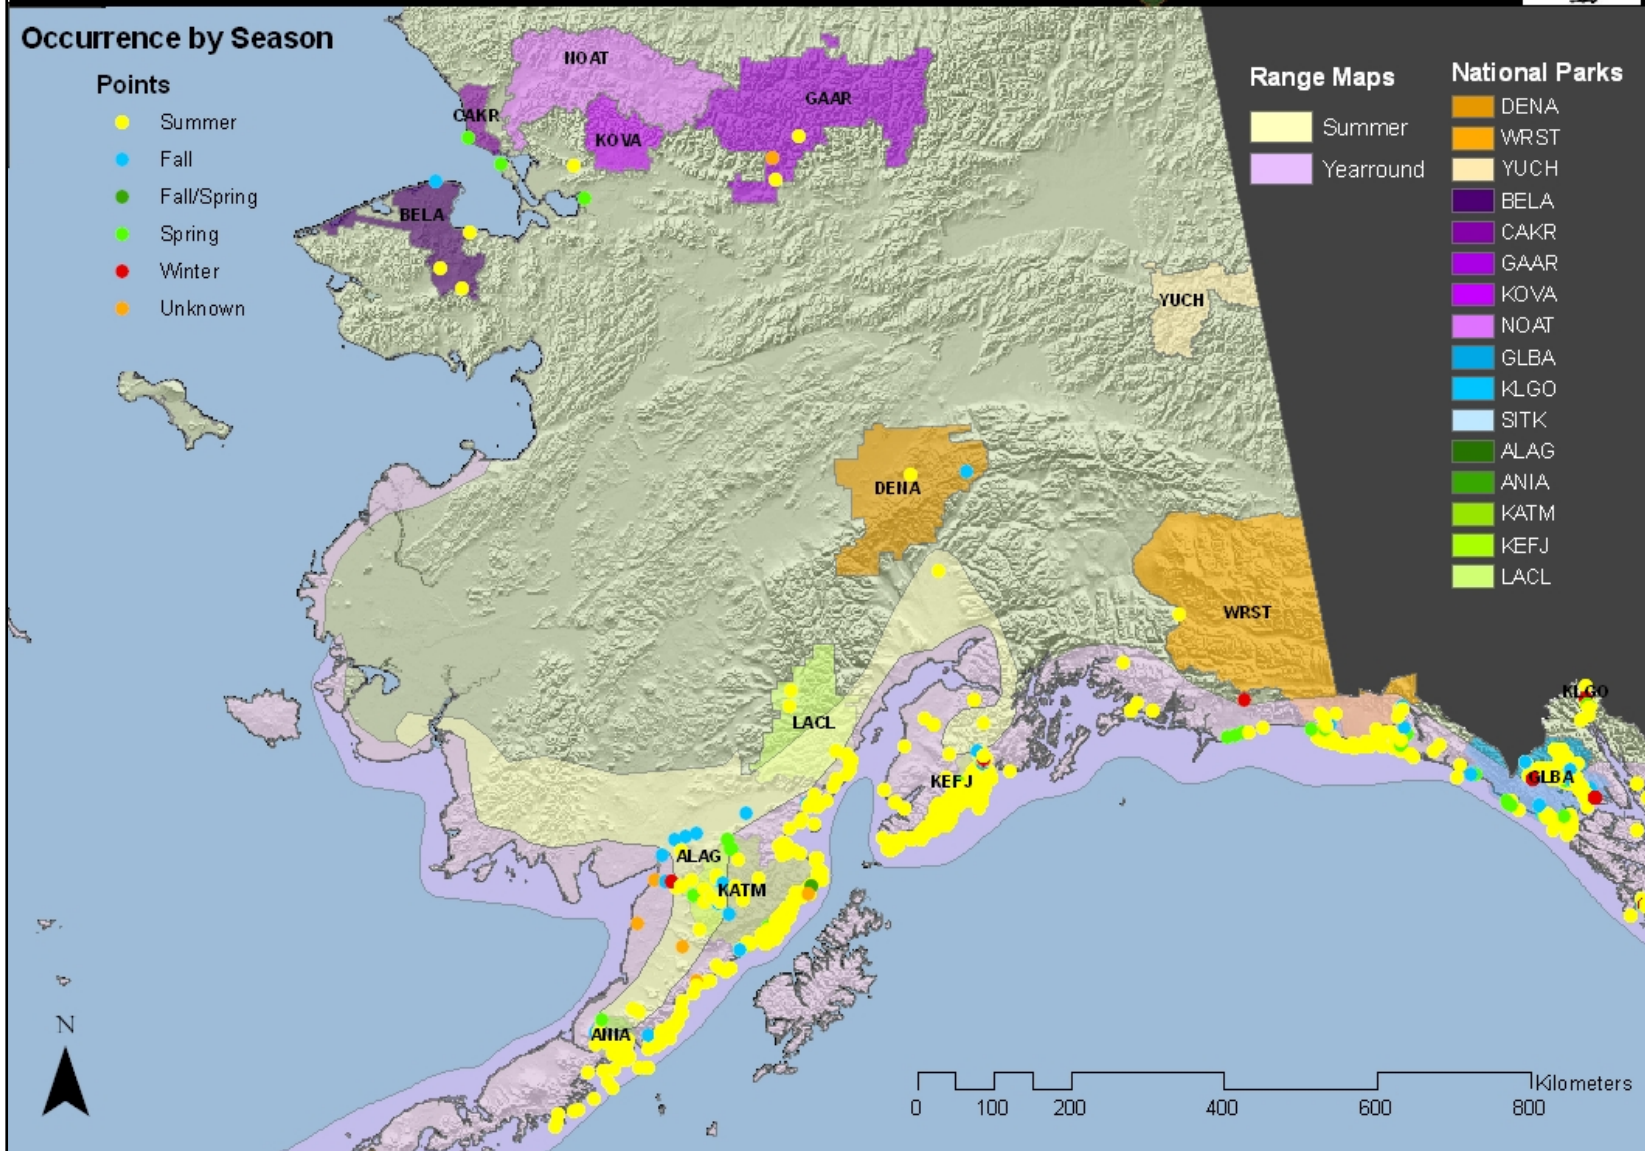 Occurrence by Season
Points
Summer
Fall
Fall/Spring
Spring
Winter
Unknown
Range Maps
Summer
Yearround
National Parks
DENA
WRST
YUCH
BELA
CAKR
GAAR
KOVA
NOAT
GLBA
KLGO
SITK
ALAG
ANIA
KATM
KEFJ
LACL
NOAT
GAAR
CAKR
KOVA
BELA
YUCH
DENA
WRST
LACL
KLGO
GLBA
KEFJ
ALAG
KATM
ANIA
N
Kilometers
0 100 200 400 600 800